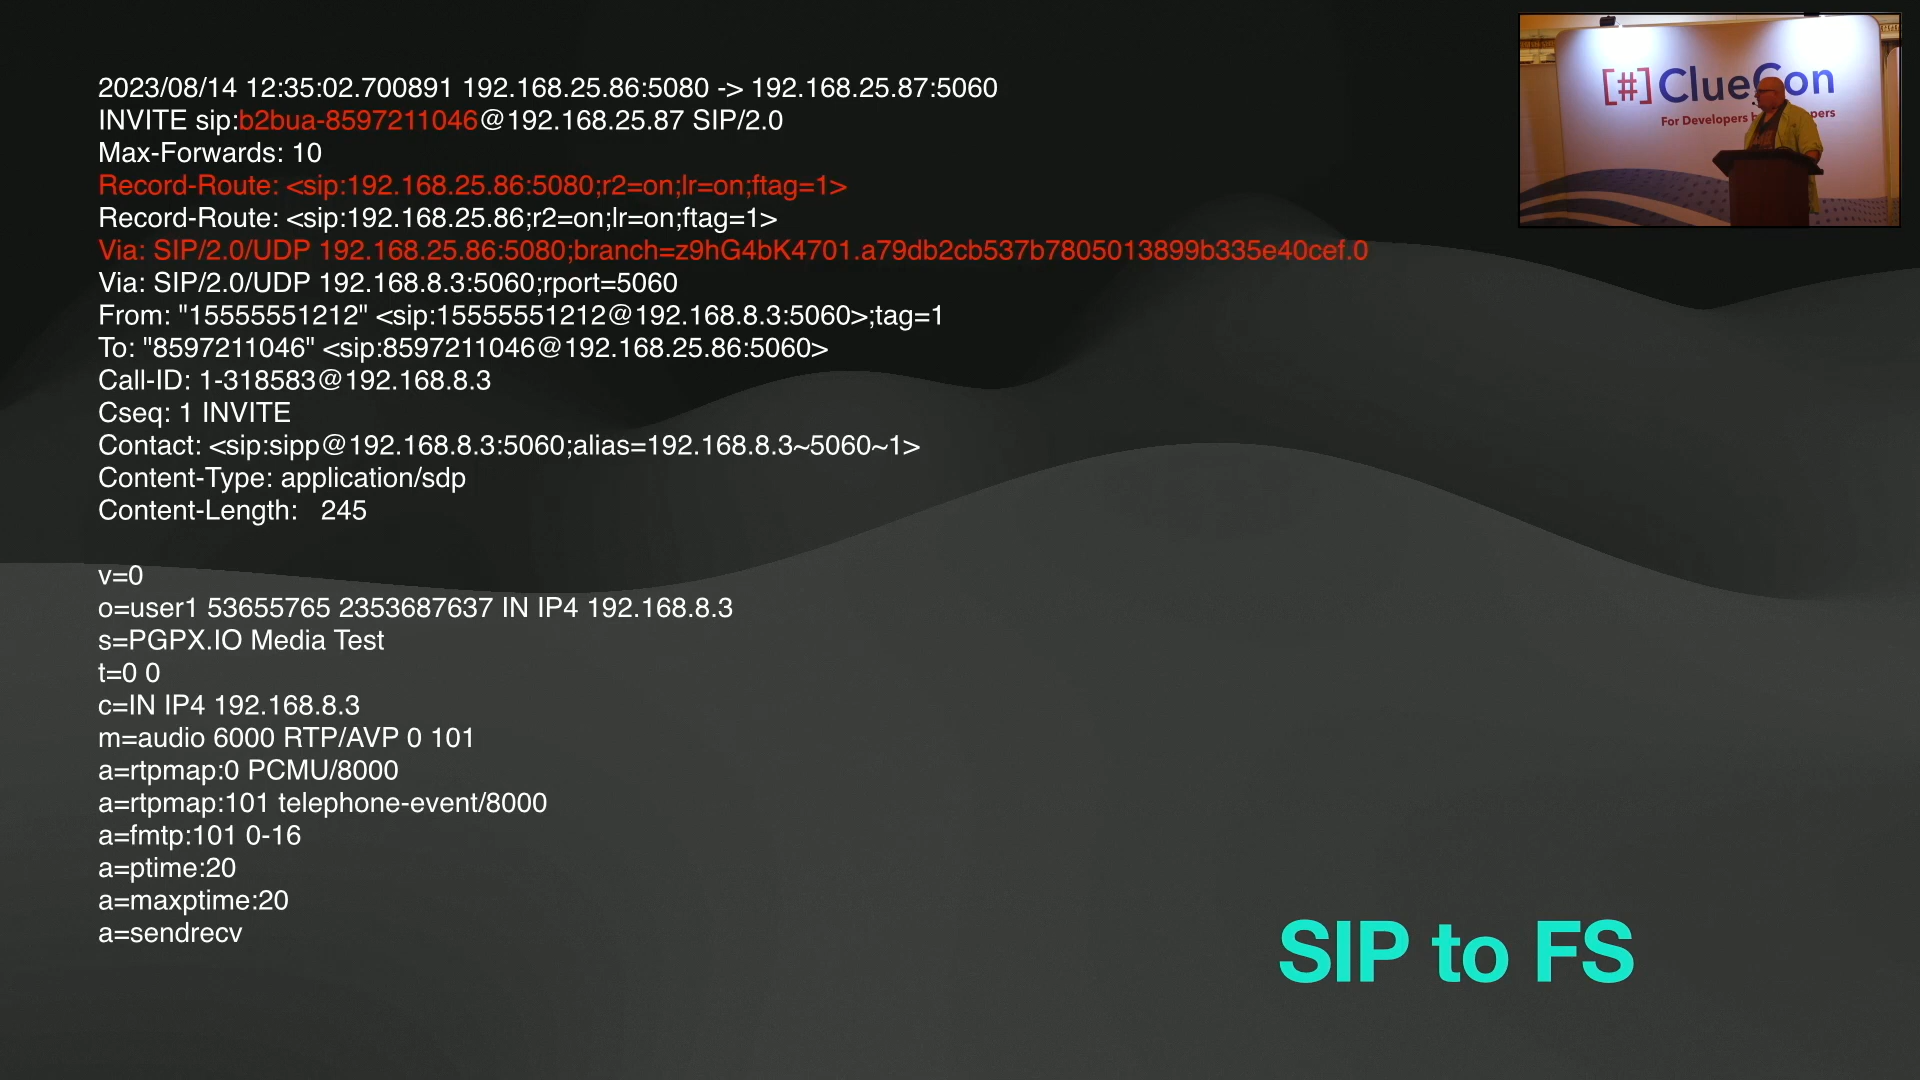 2023/08/14 12:35:02.700891 192.168.25.86:5080 -> 192.168.25.87:5060
INVITE sip:b2bua-8597211046@192.168.25.87 SIP/2.0
Max-Forwards: 10
Record-Route: <sip:192.168.25.86:5080;r2=on;lr=on;ftag=1>
Record-Route: <sip:192.168.25.86;r2=on;lr=on;ftag=1>
Via: SIP/2.0/UDP 192.168.25.86:5080;branch=z9hG4bK4701.a79db2cb537b7805013899b335e40cef.0
Via: SIP/2.0/UDP 192.168.8.3:5060;rport=5060
From: "15555551212" <sip:15555551212@192.168.8.3:5060>;tag=1
To: "8597211046" <sip:8597211046@192.168.25.86:5060>
Call-ID: 1-318583@192.168.8.3
Cseq: 1 INVITE
Contact: <sip:sipp@192.168.8.3:5060;alias=192.168.8.3~5060~1>
Content-Type: application/sdp
Content-Length:   245
v=0
o=user1 53655765 2353687637 IN IP4 192.168.8.3
s=PGPX.IO Media Test
t=0 0
c=IN IP4 192.168.8.3
m=audio 6000 RTP/AVP 0 101
a=rtpmap:0 PCMU/8000
a=rtpmap:101 telephone-event/8000
a=fmtp:101 0-16
a=ptime:20
a=maxptime:20
a=sendrecv
SIP to FS
[#] ClueCon
For Developers